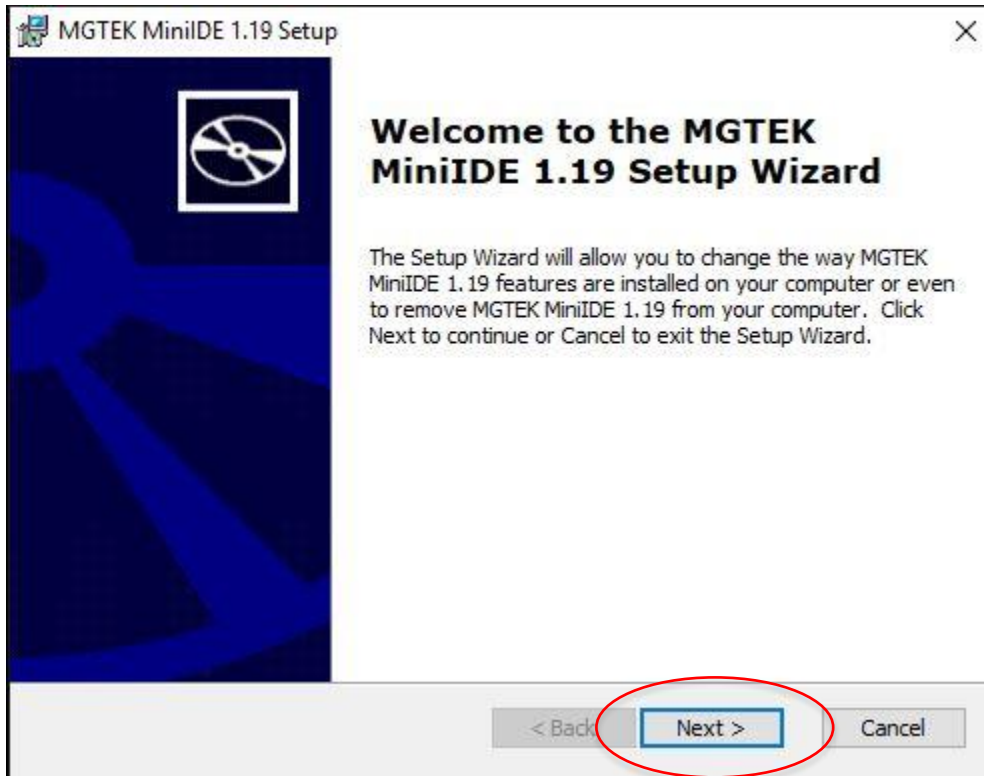 MGTEK MiniIDE 1.19 Setup
Welcome to the MGTEK
MiniIDE 1.19 Setup Wizard
The Setup Wizard will allow you to change the way MGTEK
MiniIDE 1.19 features are installed on your computer or even
to remove MGTEK MiniIDE 1.19 from your computer. Click
Next to continue or Cancel to exit the Setup Wizard.
< Back Next > Cancel